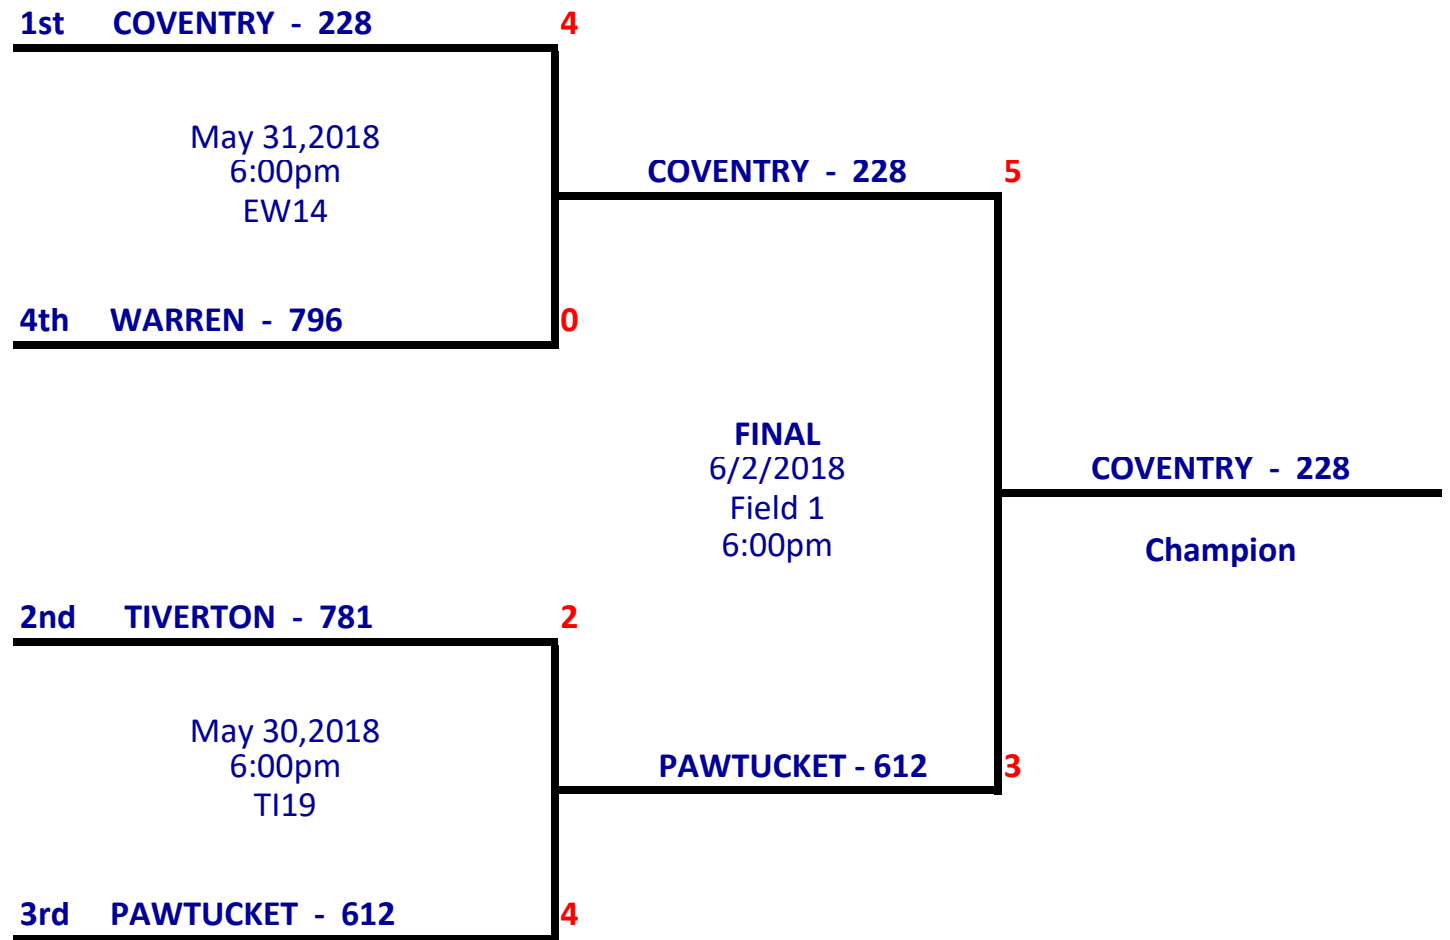 1st COVENTRY - 228 4
May 31,2018
6:00pm
EW14
COVENTRY - 228 5
4th WARREN - 796 0
FINAL
6/2/2018
Field 1
6:00pm
COVENTRY - 228
Champion
2nd TIVERTON - 781 2
May 30,2018
6:00pm
TI19
PAWTUCKET - 612 3
3rd PAWTUCKET - 612 4